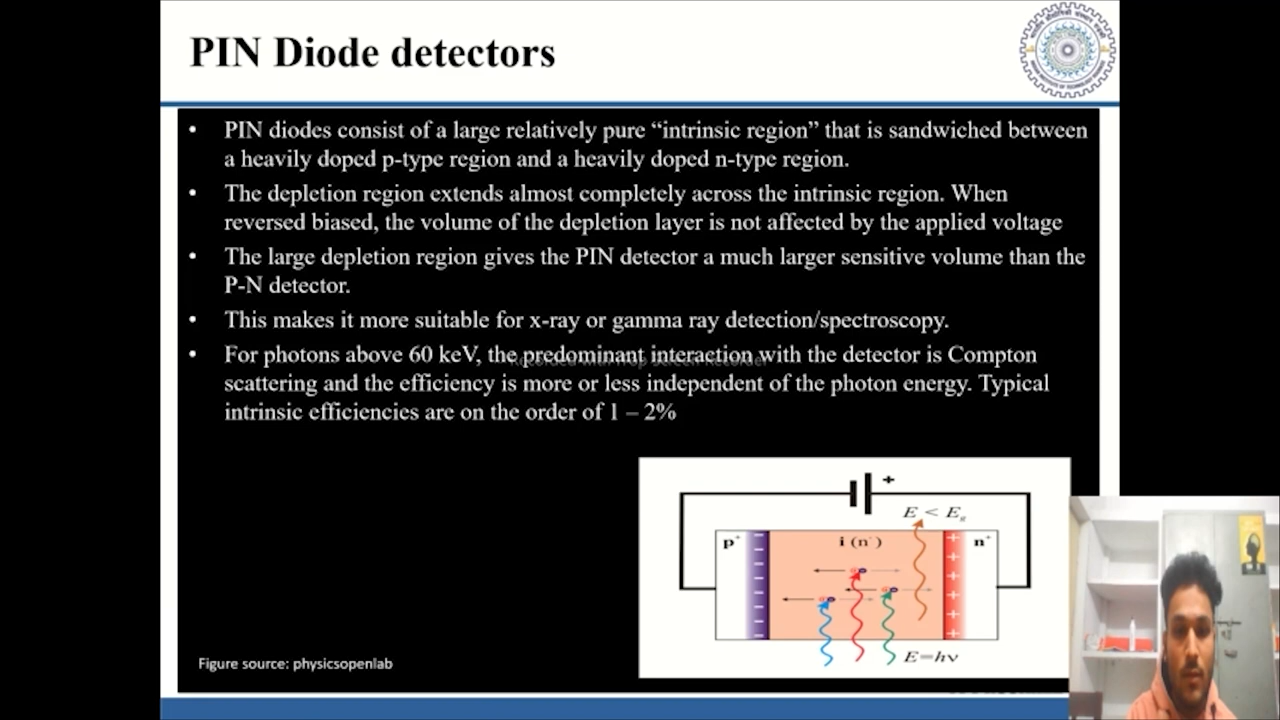 PIN Diode detectors
• PIN diodes consist of a large relatively pure “intrinsic region” that is sandwiched between
a heavily doped p-type region and a heavily doped n-type region.
• The depletion region extends almost completely across the intrinsic region. When
reversed biased, the volume of the depletion layer is not affected by the applied voltage
• The large depletion region gives the PIN detector a much larger sensitive volume than the
P-N detector.
• This makes it more suitable for x-ray or gamma ray detection/spectroscopy.
• For photons above 60 keV, the predominant interaction with the detector is Compton
Recorded with iTop Screen Recorder
scattering and the efficiency is more or less independent of the photon energy. Typical
intrinsic efficiencies are on the order of 1 – 2%
+
E < Eg
p+
i (n-)
n+
E=hν
Figure source: physicsopenlab